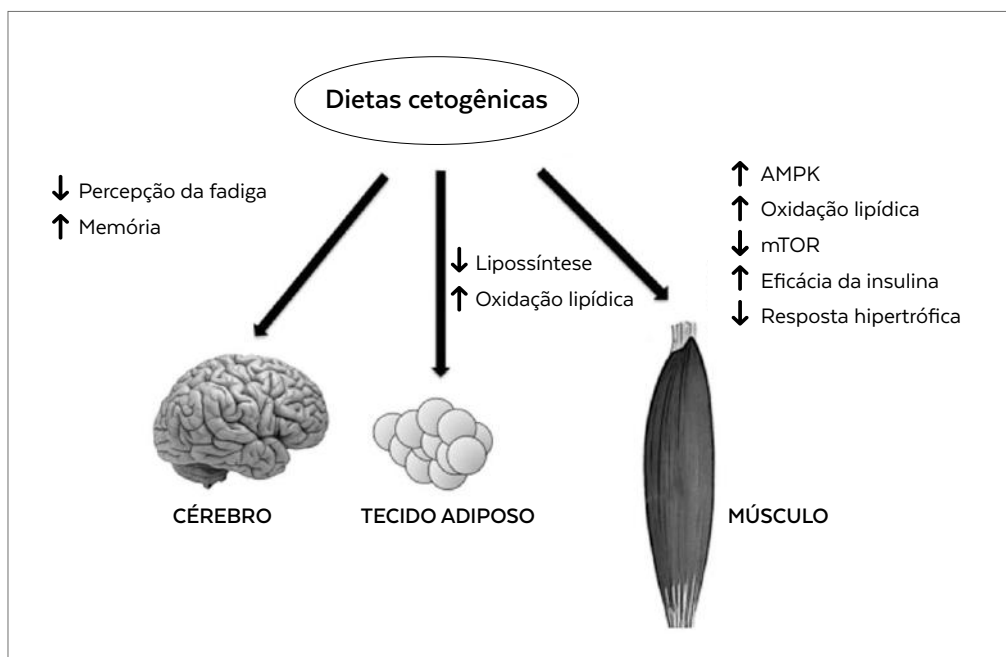 Dietas cetogênicas
↓ Percepção da fadiga
↑ Memória
↓ Lipossíntese
↑ Oxidação lipídica
↑ AMPK
↑ Oxidação lipídica
↓ mTOR
↑ Eficácia da insulina
↓ Resposta hipertrófica
CÉREBRO
TECIDO ADIPOSO
MÚSCULO